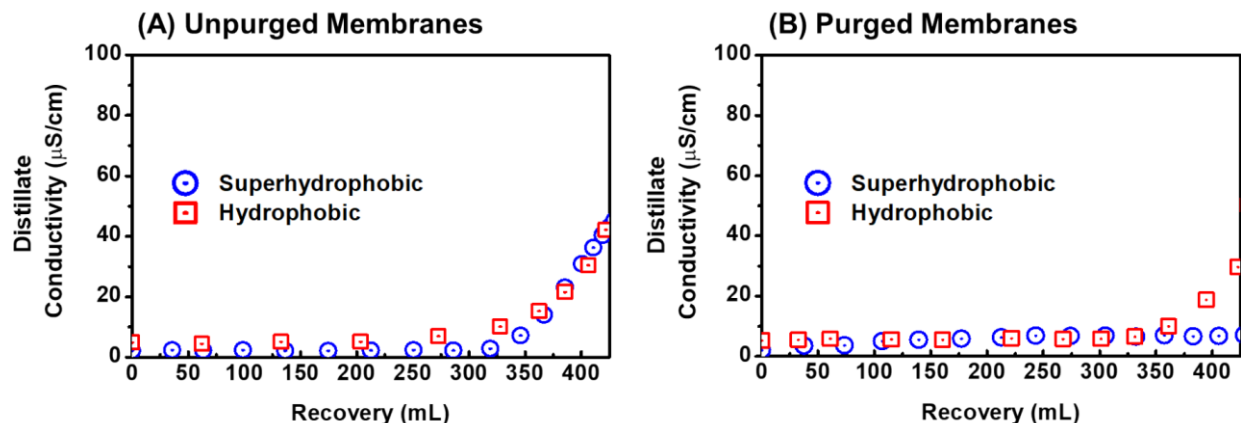 (A) Unpurged Membranes
Distillate
Conductivity (μS/cm)
100
80
60
40
20
0
Superhydrophobic
Hydrophobic
0 50 100 150 200 250 300 350 400
Recovery (mL)
(B) Purged Membranes
Distillate
Conductivity (μS/cm)
100
80
60
40
20
0
Superhydrophobic
Hydrophobic
0 50 100 150 200 250 300 350 400
Recovery (mL)